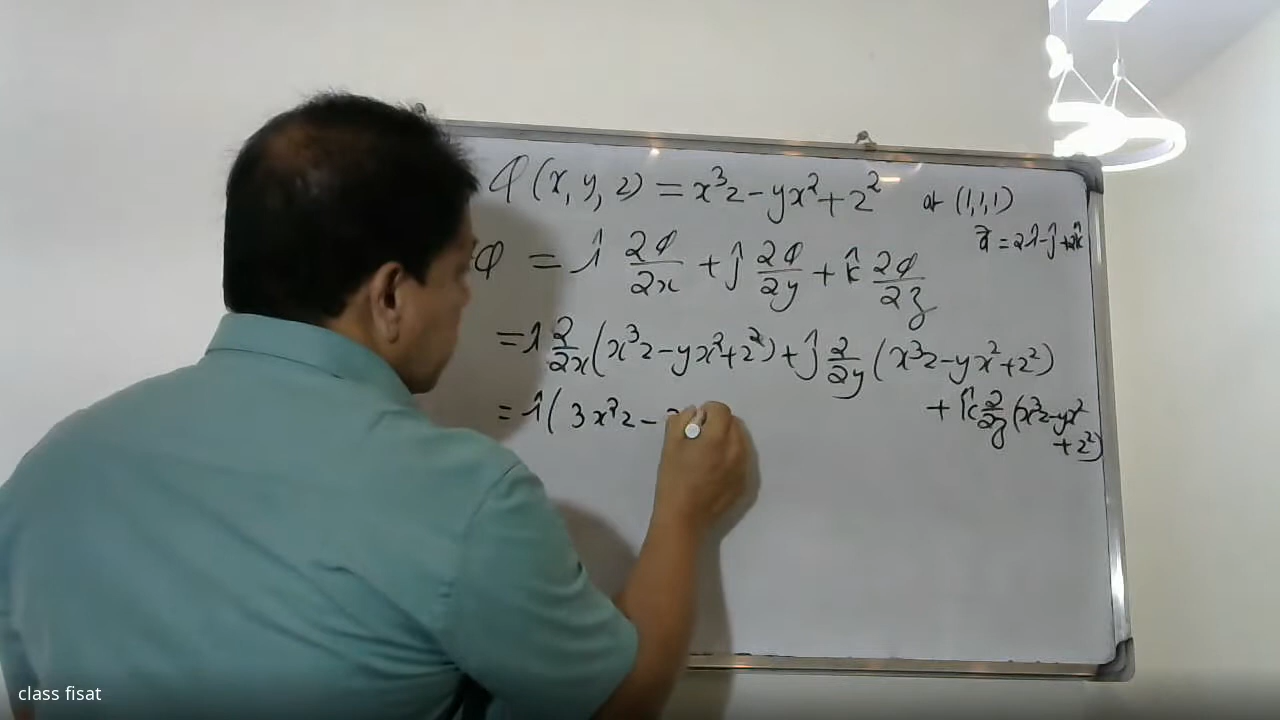 φ(x, y, z) = x³z − yx² + z² at (1,1,1)
a⃗ = 2î − ĵ + 2k̂
φ = î ∂φ/∂x + ĵ ∂φ/∂y + k̂ ∂φ/∂z
= î ∂/∂x (x³z − yx² + z²) + ĵ ∂/∂y (x³z − yx² + z²)
+ k̂ ∂/∂z (x³z − yx² + z²)
= î ( 3x²z −
class fisat